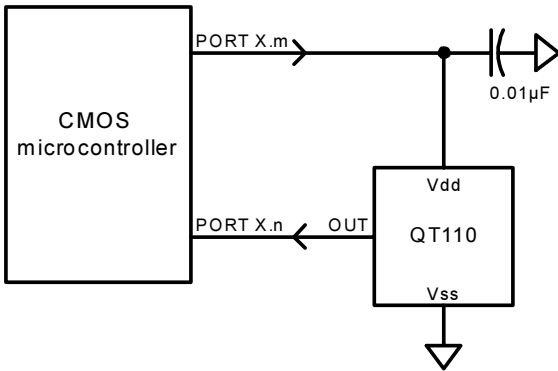 PORT X.m
0.01µF
CMOS
microcontroller
Vdd
PORT X.n
OUT
QT110
Vss